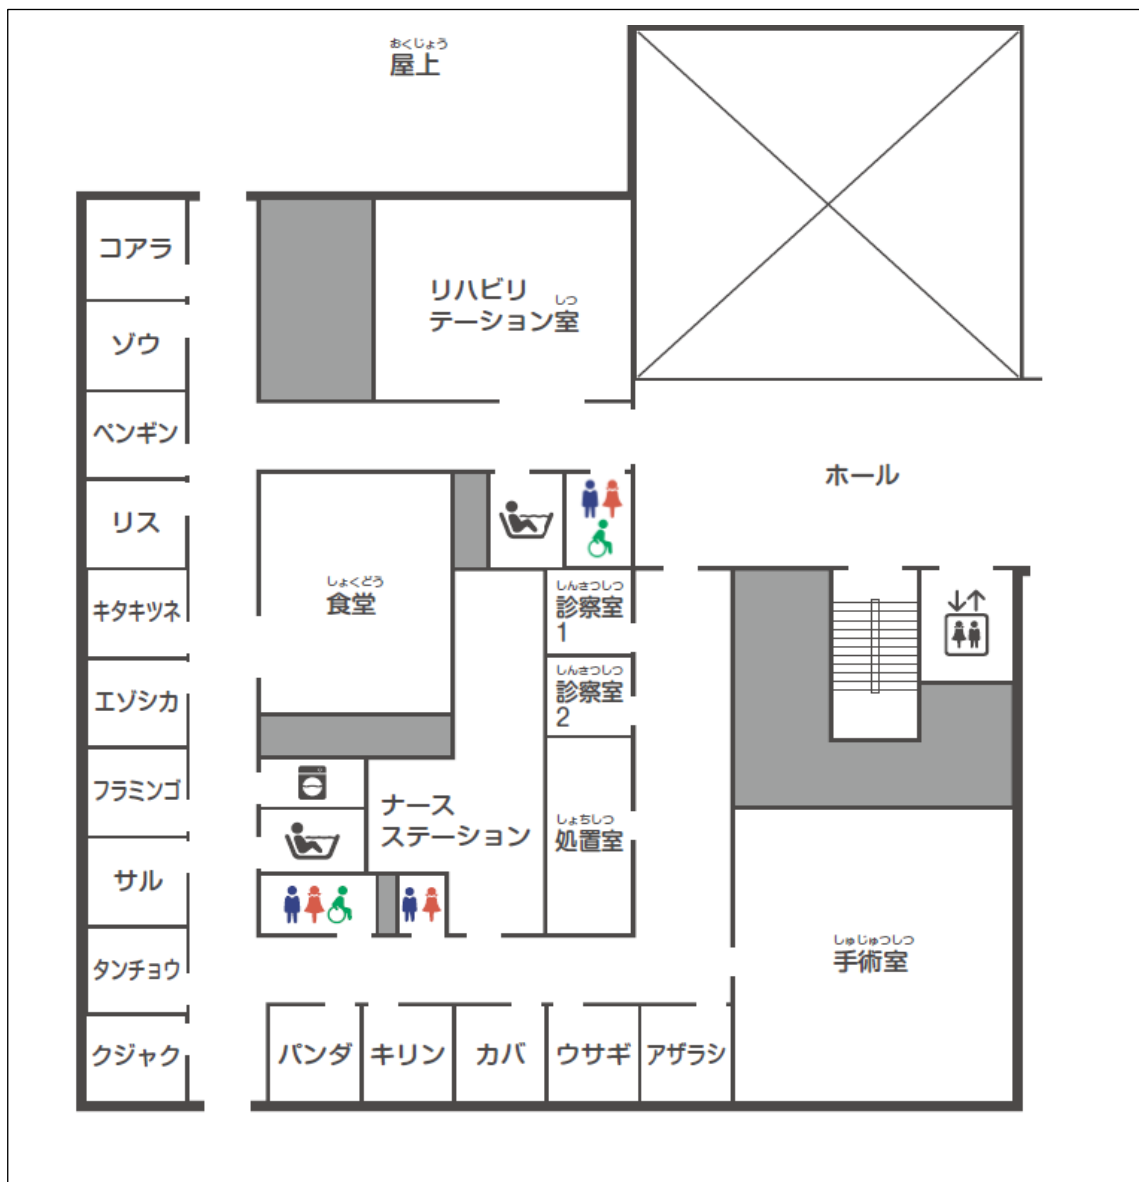 おくじょう
屋上
コアラ
ゾウ
ペンギン
リス
キタキツネ
エゾシカ
フラミンゴ
サル
タンチョウ
クジャク
リハビリ
しつ
テーション室
ホール
しょくどう
食堂
しんさつしつ
診察室
1
しんさつしつ
診察室
2
ナース
ステーション
しょちしつ
処置室
しゅじゅつしつ
手術室
パンダ
キリン
カバ
ウサギ
アザラシ